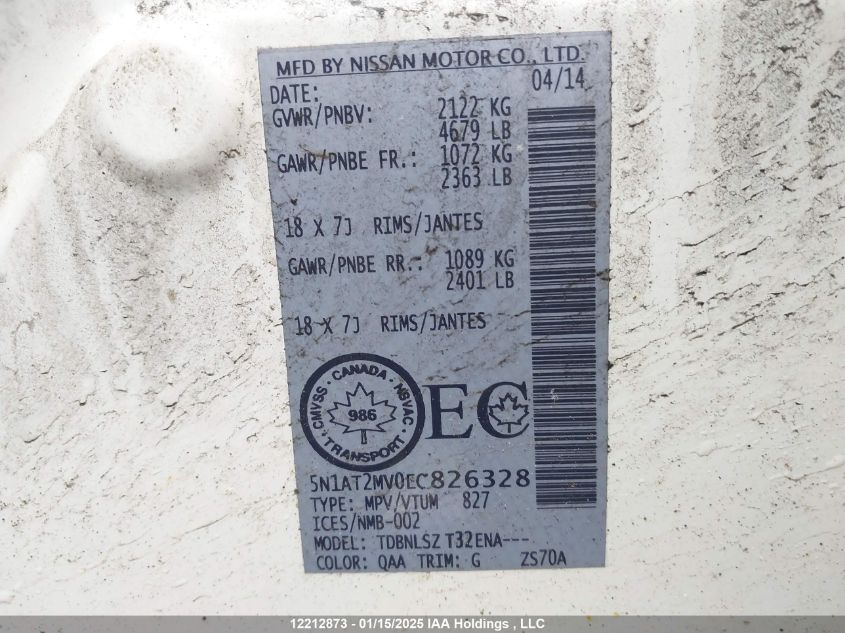 MFD BY NISSAN MOTOR CO., LTD.
DATE: 04/14
GVWR/PNBV: 2122 KG
4679 LB
GAWR/PNBE FR.: 1072 KG
2363 LB
18 X 7J RIMS/JANTES
GAWR/PNBE RR.: 1089 KG
2401 LB
18 X 7J RIMS/JANTES
CMVSS · CANADA · NSVAC · TRANSPORT ·
986
EC
5N1AT2MV0EC826328
TYPE: MPV/VTUM 827
ICES/NMB-002
MODEL: TDBNLSZ T32ENA---
COLOR: QAA TRIM: G ZS70A
12212873 - 01/15/2025 IAA Holdings , LLC